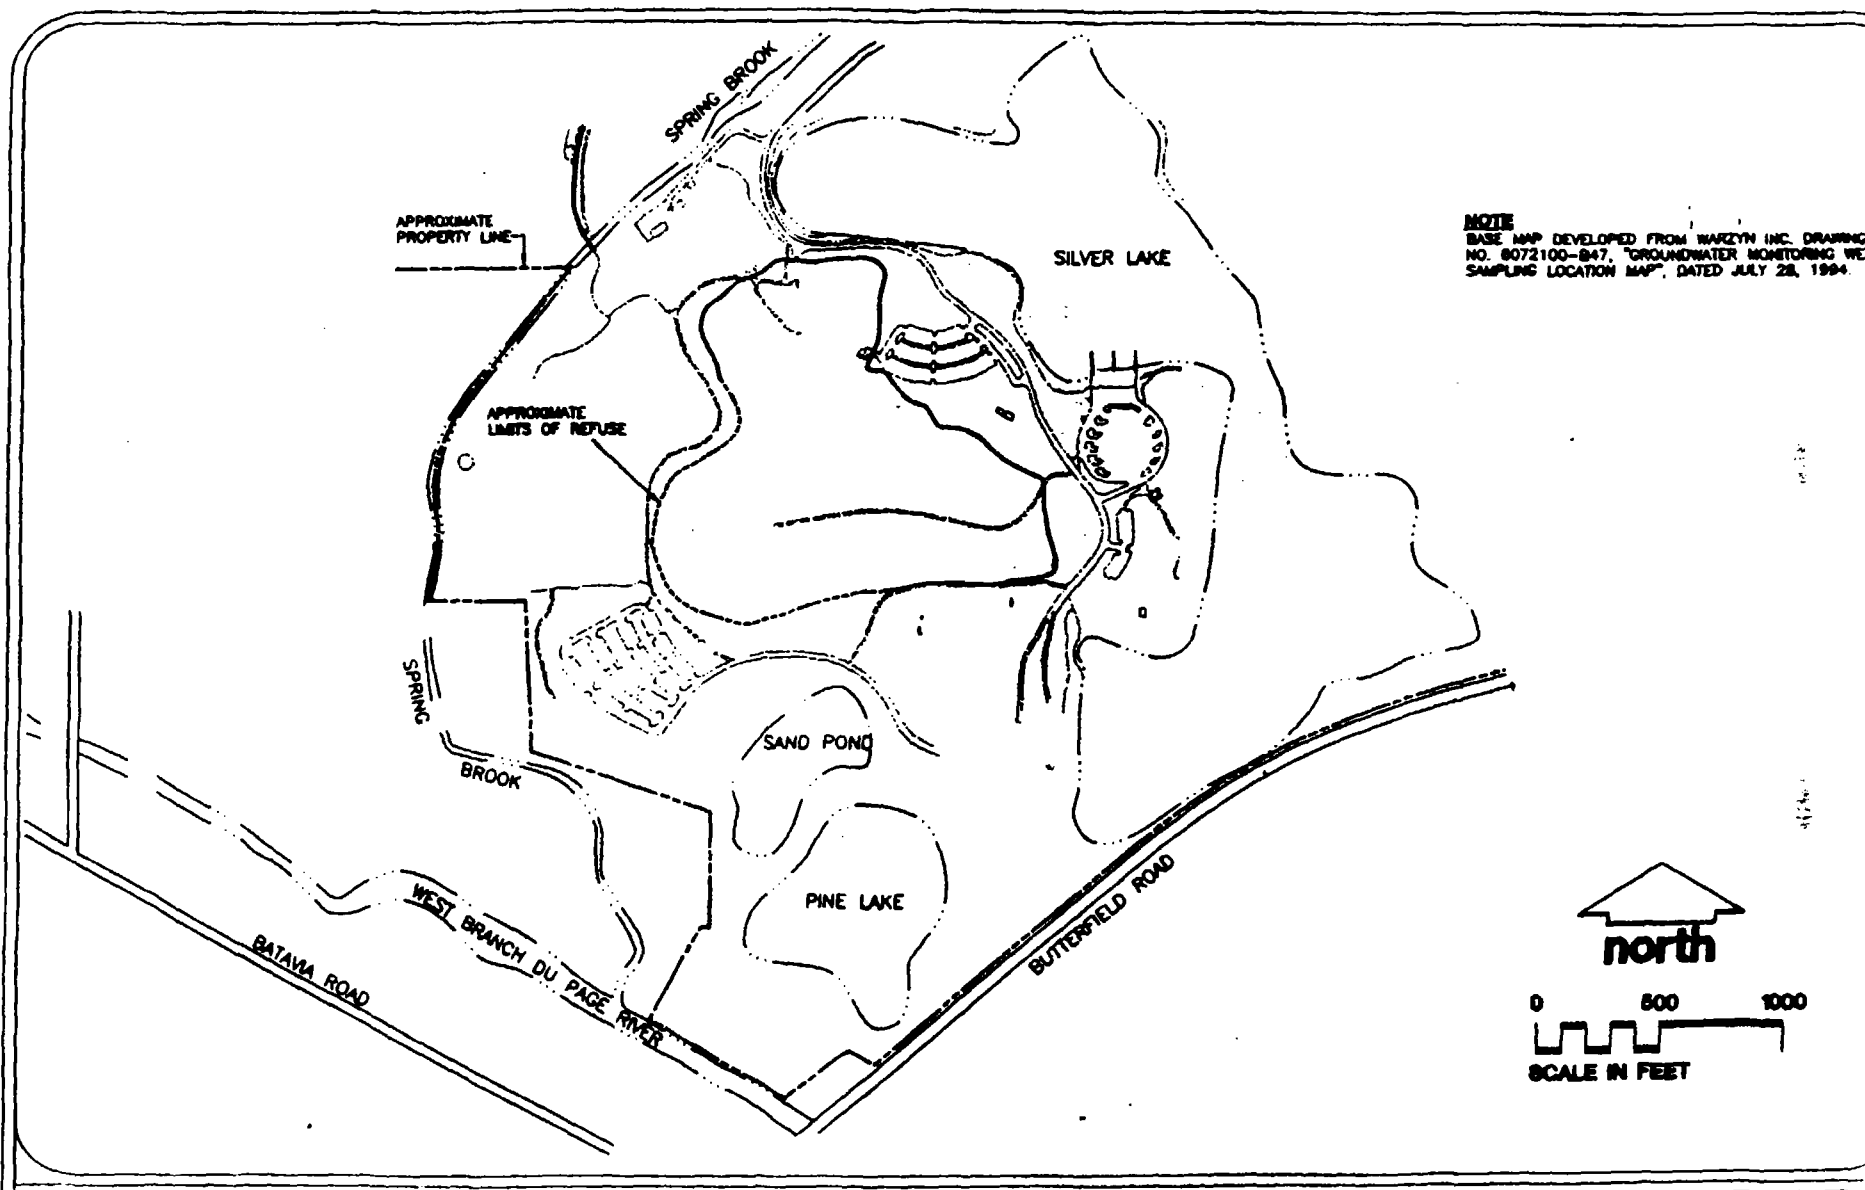 SPRING BROOK
APPROXIMATE
PROPERTY LINE
SILVER LAKE
NOTE
BASE MAP DEVELOPED FROM WARZYN INC. DRAWING
NO. 6072100-B47, "GROUNDWATER MONITORING WE
SAMPLING LOCATION MAP", DATED JULY 28, 1994.
APPROXIMATE
LIMITS OF REFUSE
SPRING
BROOK
SAND POND
PINE LAKE
WEST BRANCH DU PAGE RIVER
BATAVIA ROAD
BUTTERFIELD ROAD
north
0 500 1000
SCALE IN FEET